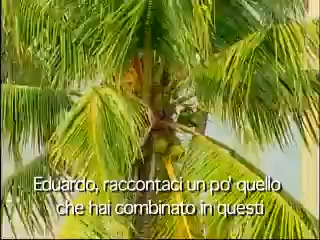 Eduardo, raccontaci un po' quello
che hai combinato in questi